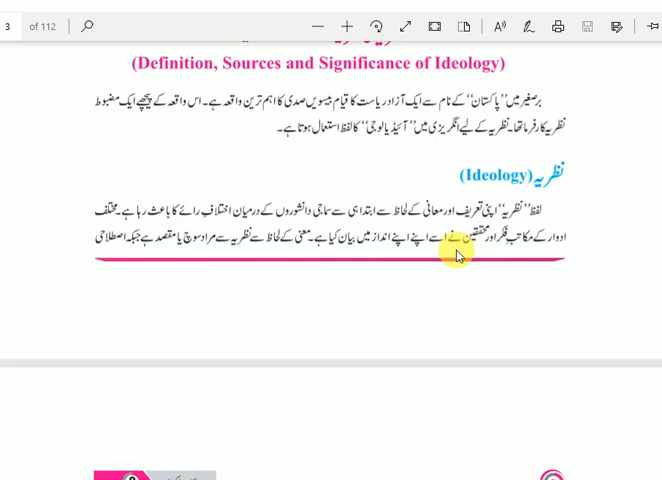 3 of 112
(Definition, Sources and Significance of Ideology)
برصغیر میں ”پاکستان“ کے نام سے ایک آزاد ریاست کا قیام بیسویں صدی کا اہم ترین واقعہ ہے۔ اس واقعہ کے پیچھے ایک مضبوط
نظریہ کارفرما تھا۔ نظریہ کے لیے انگریزی میں ”آئیڈیالوجی“ کا لفظ استعمال ہوتا ہے۔
نظریہ (Ideology)
لفظ ”نظریہ“ اپنی تعریف اور معانی کے لحاظ سے ابتدا ہی سے سماجی دانشوروں کے درمیان اختلافِ رائے کا باعث رہا ہے۔ مختلف
ادوار کے مکاتبِ فکر اور محققین نے اسے اپنے اپنے انداز میں بیان کیا ہے۔ معنی کے لحاظ سے نظریہ سے مراد سوچ یا مقصد ہے جبکہ اصطلاحی